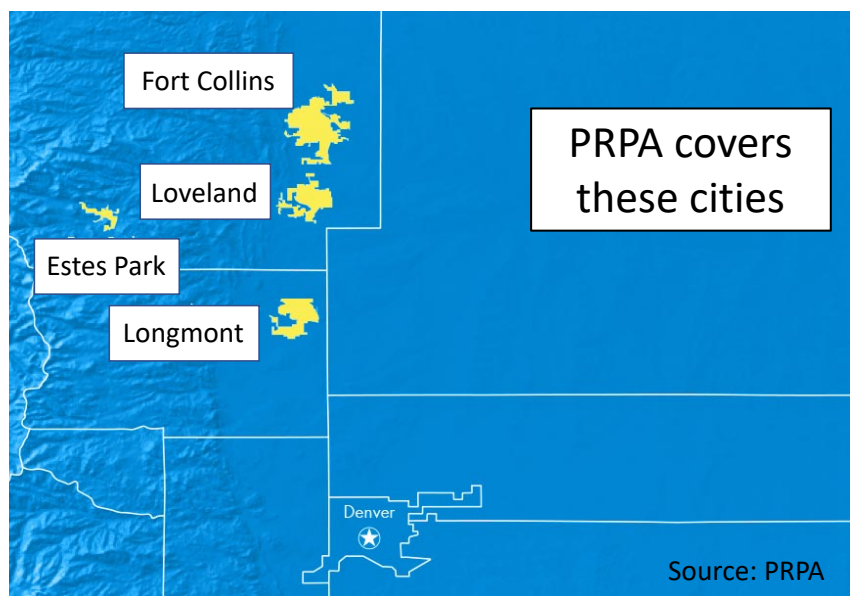 Fort Collins
PRPA covers
these cities
Loveland
Estes Park
Longmont
Denver
Source: PRPA